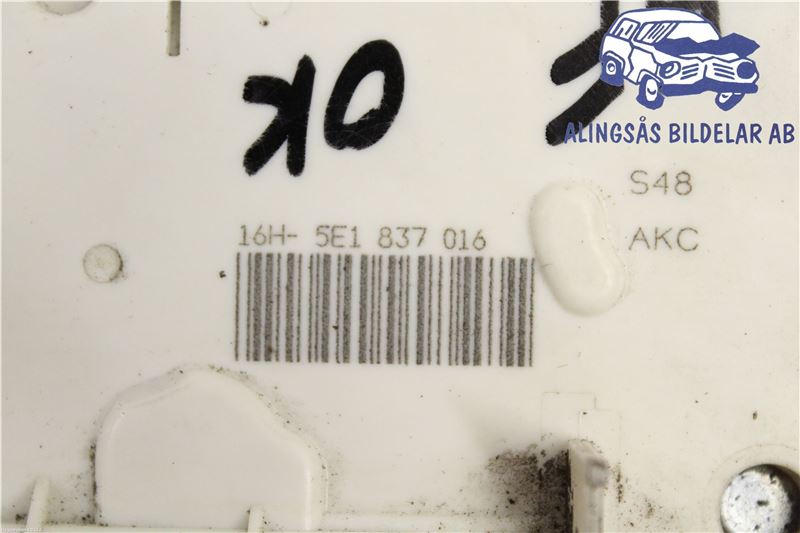 OK
ALINGSÅS BILDELAR AB
S48
16H- 5E1 837 016
AKC